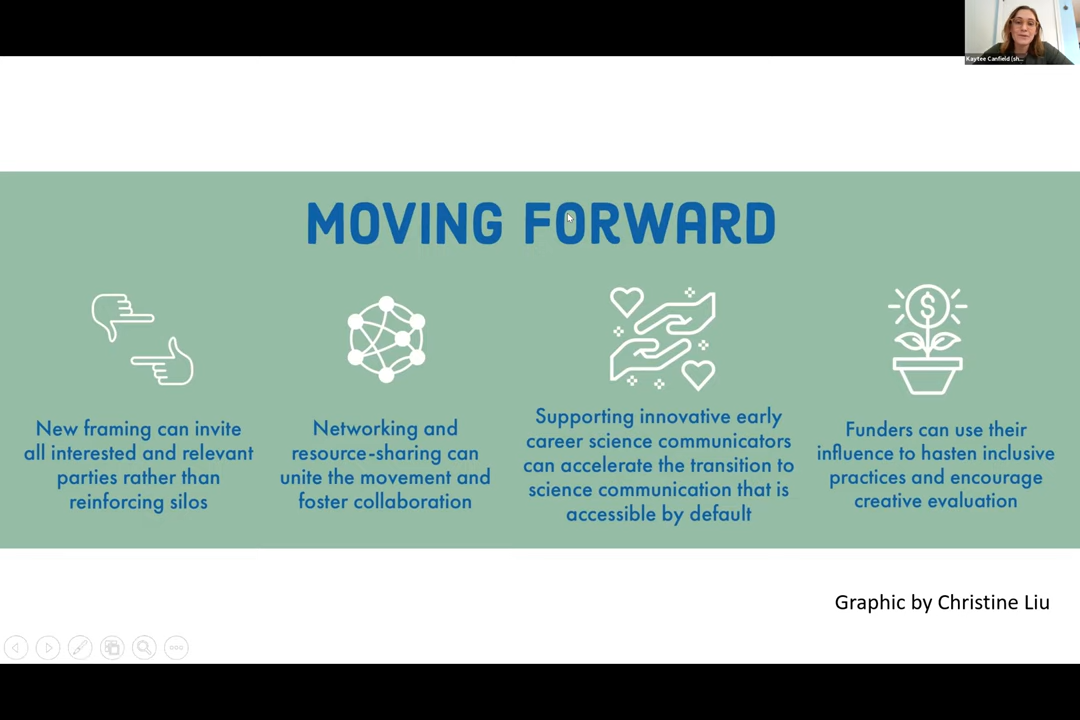 Kaytee Canfield (sh...
MOVING FORWARD
$
New framing can invite
all interested and relevant
parties rather than
reinforcing silos
Networking and
resource-sharing can
unite the movement and
foster collaboration
Supporting innovative early
career science communicators
can accelerate the transition to
science communication that is
accessible by default
Funders can use their
influence to hasten inclusive
practices and encourage
creative evaluation
Graphic by Christine Liu